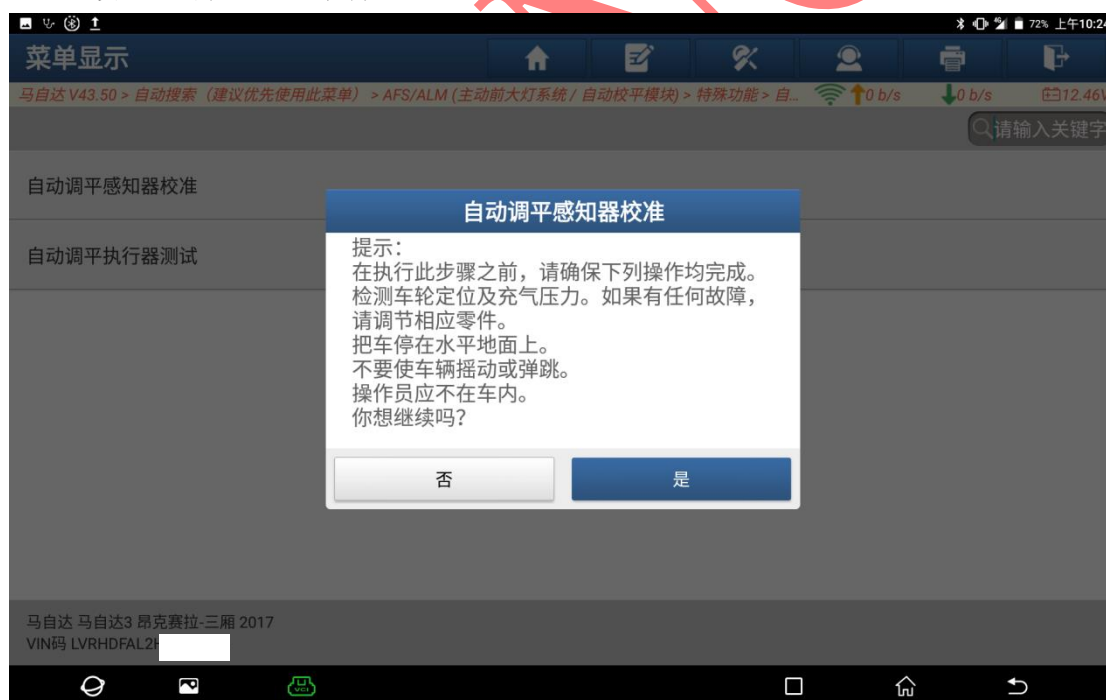 72% 上午10:24
菜单显示
马自达 V43.50 > 自动搜索（建议优先使用此菜单） > AFS/ALM (主动前大灯系统 / 自动校平模块) > 特殊功能 > 自... 0 b/s 0 b/s 12.46V
请输入关键字
自动调平感知器校准
自动调平执行器测试
自动调平感知器校准
提示：
在执行此步骤之前，请确保下列操作均完成。
检测车轮定位及充气压力。如果有任何故障，
请调节相应零件。
把车停在水平地面上。
不要使车辆摇动或弹跳。
操作员应不在车内。
你想继续吗？
否
是
马自达 马自达3 昂克赛拉-三厢 2017
VIN码 LVRHDFAL2H
VCI